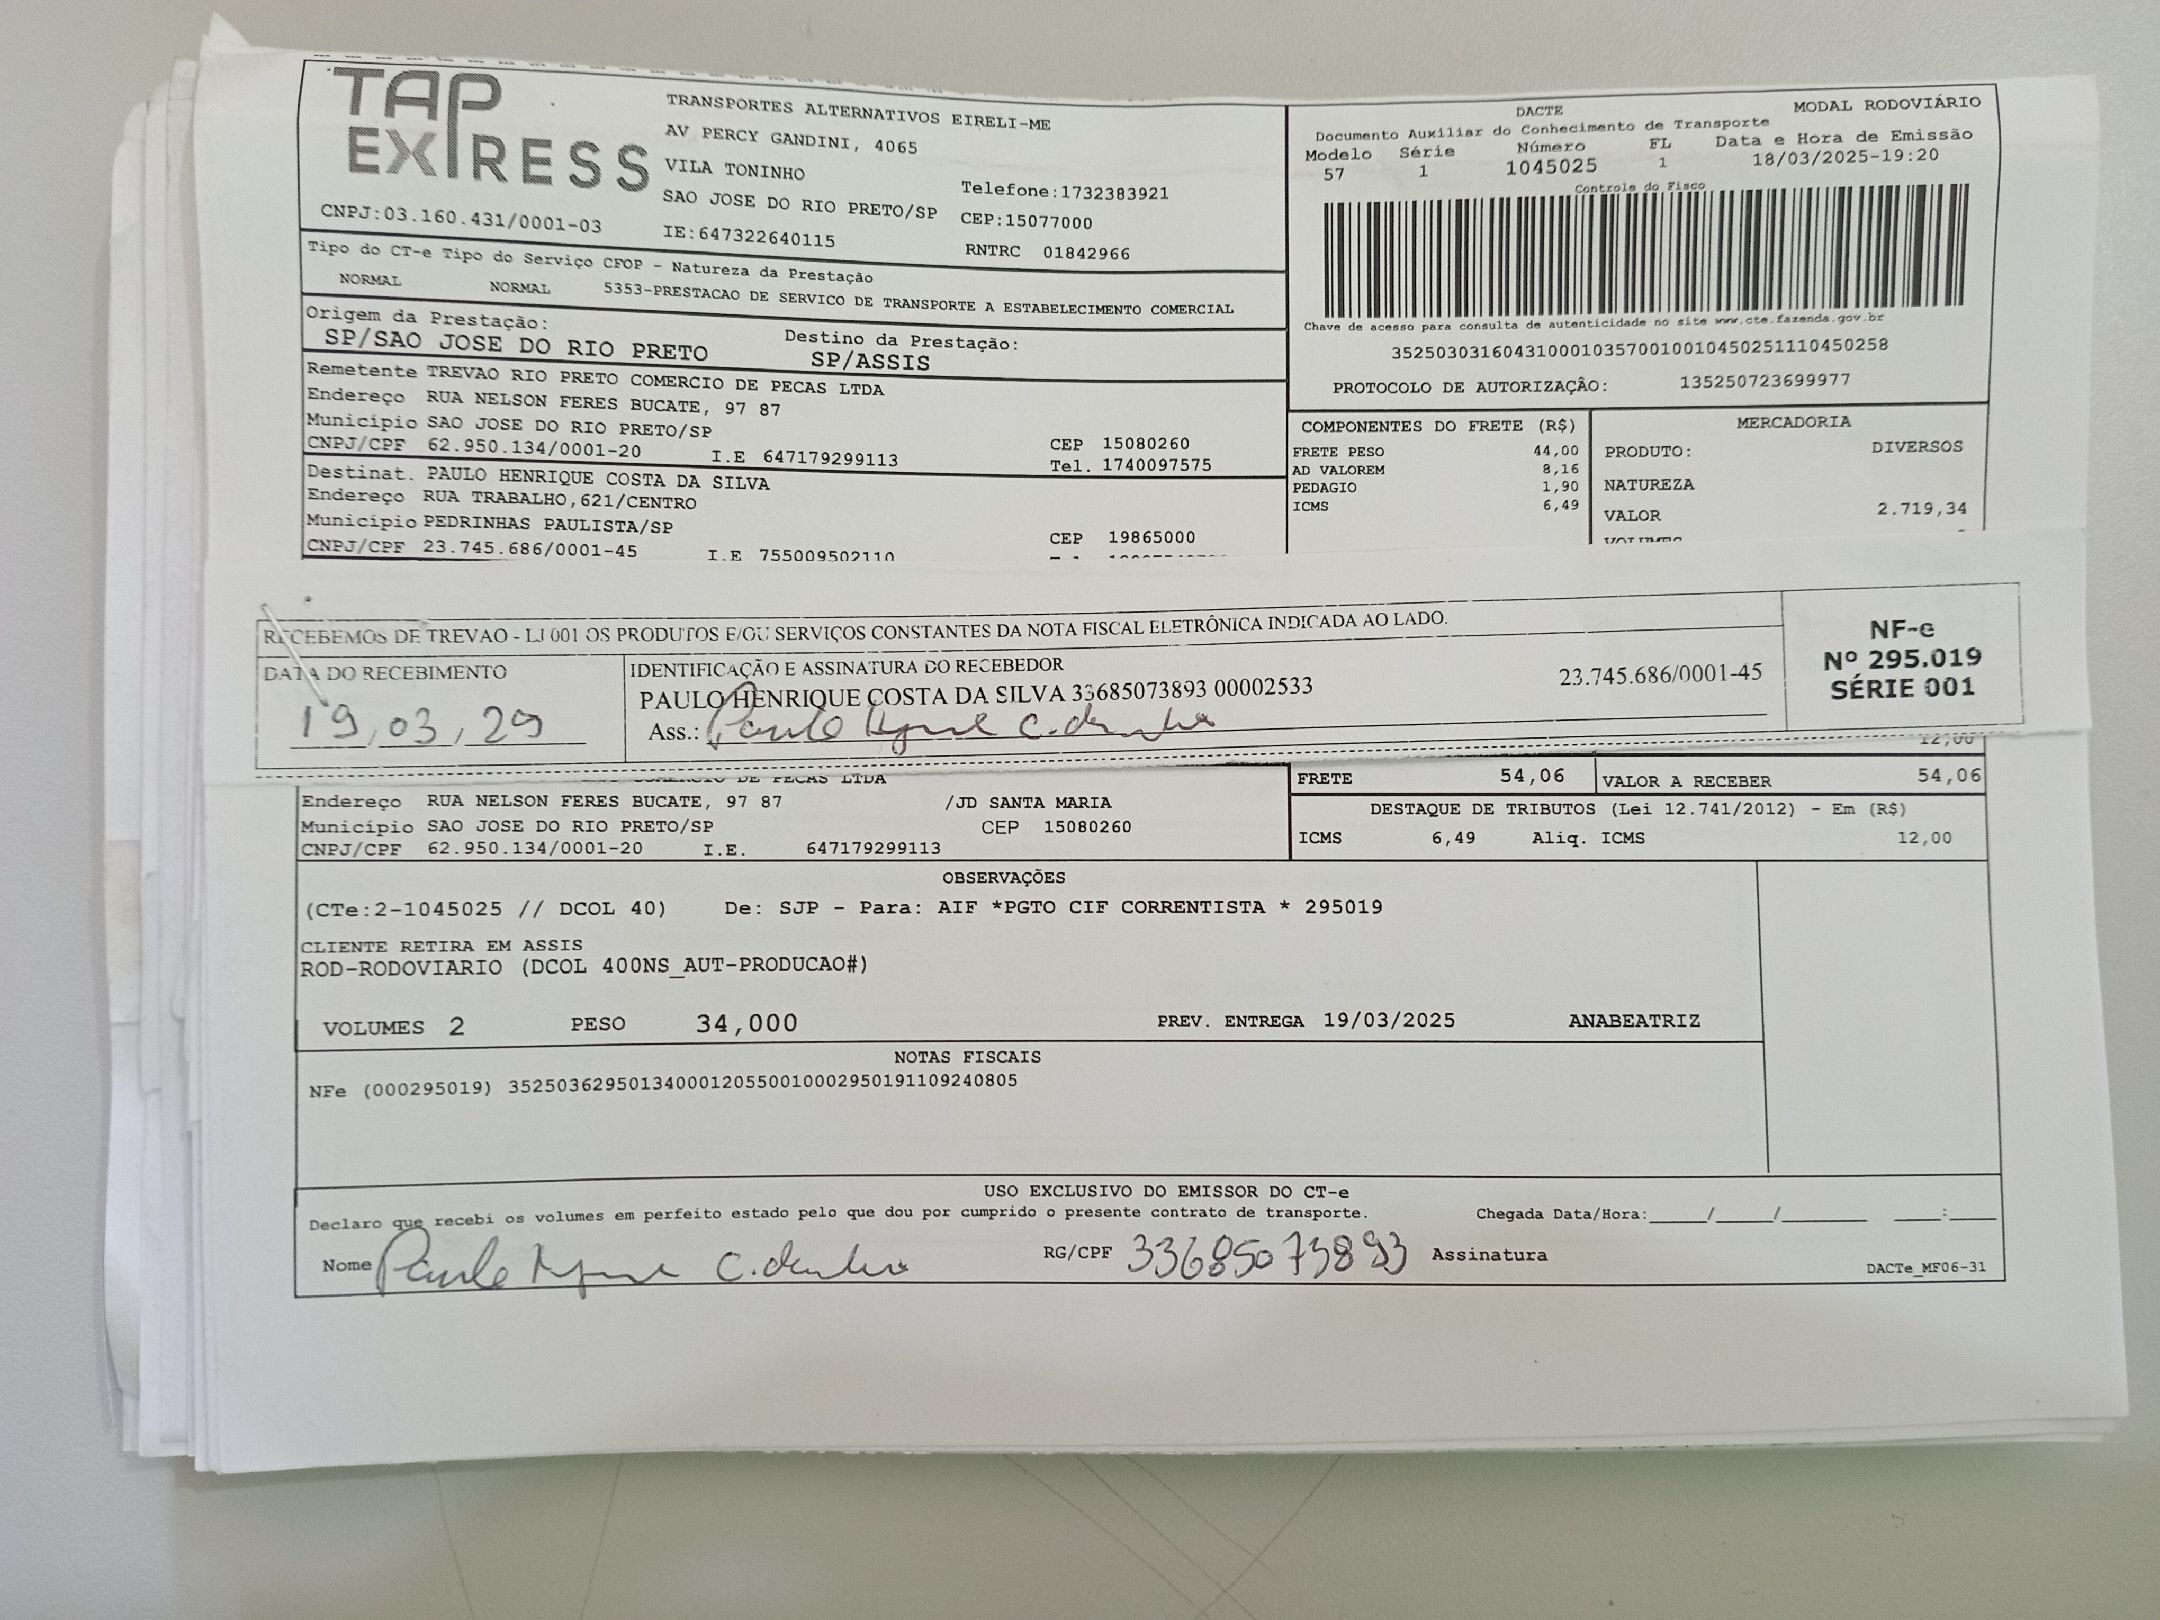 TAP
EXPRESS
TRANSPORTES ALTERNATIVOS EIRELI-ME
AV PERCY GANDINI, 4065
VILA TONINHO
SAO JOSE DO RIO PRETO/SP
Telefone:1732383921
CEP:15077000
CNPJ:03.160.431/0001-03
IE:647322640115
RNTRC 01842966
Tipo do CT-e Tipo do Serviço CFOP - Natureza da Prestação
NORMAL NORMAL 5353-PRESTACAO DE SERVICO DE TRANSPORTE A ESTABELECIMENTO COMERCIAL
Origem da Prestação:
SP/SAO JOSE DO RIO PRETO
Destino da Prestação:
SP/ASSIS
Remetente TREVAO RIO PRETO COMERCIO DE PECAS LTDA
Endereço RUA NELSON FERES BUCATE, 97 87
Município SAO JOSE DO RIO PRETO/SP
CEP 15080260
CNPJ/CPF 62.950.134/0001-20 I.E 647179299113
Tel. 1740097575
Destinat. PAULO HENRIQUE COSTA DA SILVA
Endereço RUA TRABALHO,621/CENTRO
Município PEDRINHAS PAULISTA/SP
CEP 19865000
CNPJ/CPF 23.745.686/0001-45 I.E 755009502110
DACTE
MODAL RODOVIÁRIO
Documento Auxiliar do Conhecimento de Transporte
Modelo Série Número FL Data e Hora de Emissão
57 1 1045025 1 18/03/2025-19:20
Controle do Fisco
Chave de acesso para consulta de autenticidade no site www.cte.fazenda.gov.br
35250303160431000103570010010450251110450258
PROTOCOLO DE AUTORIZAÇÃO: 135250723699977
COMPONENTES DO FRETE (R$)
FRETE PESO 44,00
AD VALOREM 8,16
PEDAGIO 1,90
ICMS 6,49
MERCADORIA
PRODUTO: DIVERSOS
NATUREZA
VALOR 2.719,34
VOLUMES
RECEBEMOS DE TREVAO - LJ 001 OS PRODUTOS E/OU SERVIÇOS CONSTANTES DA NOTA FISCAL ELETRÔNICA INDICADA AO LADO.
DATA DO RECEBIMENTO
19,03,29
IDENTIFICAÇÃO E ASSINATURA DO RECEBEDOR
PAULO HENRIQUE COSTA DA SILVA 33685073893 00002533
23.745.686/0001-45
Ass.: Paulo
NF-e
Nº 295.019
SÉRIE 001
12,00
COMERCIO DE PECAS LTDA
Endereço RUA NELSON FERES BUCATE, 97 87 /JD SANTA MARIA
Município SAO JOSE DO RIO PRETO/SP CEP 15080260
CNPJ/CPF 62.950.134/0001-20 I.E. 647179299113
FRETE 54,06 VALOR A RECEBER 54,06
DESTAQUE DE TRIBUTOS (Lei 12.741/2012) - Em (R$)
ICMS 6,49 Aliq. ICMS 12,00
OBSERVAÇÕES
(CTe:2-1045025 // DCOL 40) De: SJP - Para: AIF *PGTO CIF CORRENTISTA * 295019
CLIENTE RETIRA EM ASSIS
ROD-RODOVIARIO (DCOL 400NS_AUT-PRODUCAO#)
VOLUMES 2 PESO 34,000 PREV. ENTREGA 19/03/2025 ANABEATRIZ
NOTAS FISCAIS
NFe (000295019) 35250362950134000120550010002950191109240805
USO EXCLUSIVO DO EMISSOR DO CT-e
Declaro que recebi os volumes em perfeito estado pelo que dou por cumprido o presente contrato de transporte. Chegada Data/Hora:_____/_____/________ ____:____
Nome Paulo RG/CPF 33685073893 Assinatura
DACTe_MF06-31